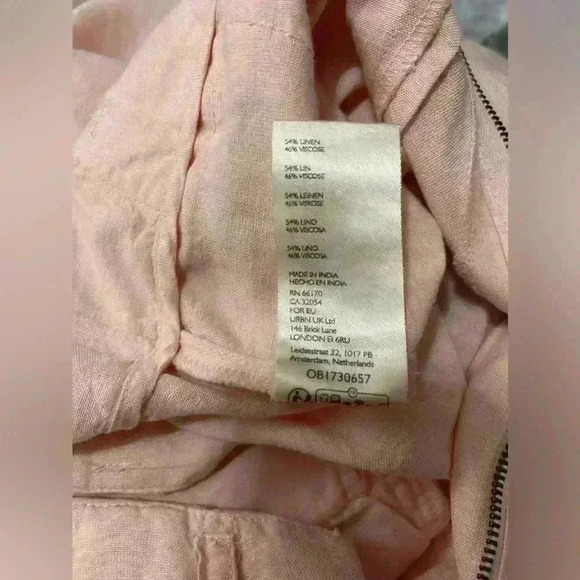 54% LINEN
46% VISCOSE
54% LIN
46% VISCOSE
54% LEINEN
46% VISKOSE
54% LINO
46% VISCOSA
54% LINO
46% VISCOSA
MADE IN INDIA
HECHO EN INDIA
RN 66170
CA 32054
FOR EU
URBN UK Ltd
146 Brick Lane
LONDON E1 6RU
Leidsestraat 32, 1017 PB
Amsterdam, Netherlands
OB1730657